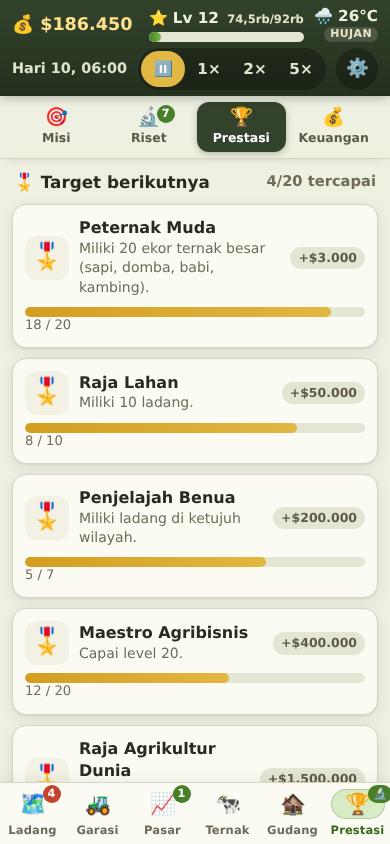 $186.450
Lv 12 74,5rb/92rb
26°C
HUJAN
Hari 10, 06:00
1× 2× 5×
7
Misi Riset Prestasi Keuangan
Target berikutnya 4/20 tercapai
Peternak Muda
Miliki 20 ekor ternak besar
(sapi, domba, babi,
kambing).
+$3.000
18 / 20
Raja Lahan
Miliki 10 ladang.
+$50.000
8 / 10
Penjelajah Benua
Miliki ladang di ketujuh
wilayah.
+$200.000
5 / 7
Maestro Agribisnis
Capai level 20.
+$400.000
12 / 20
Raja Agrikultur
Dunia
+$1.500.000
4 1
Ladang Garasi Pasar Ternak Gudang Prestasi